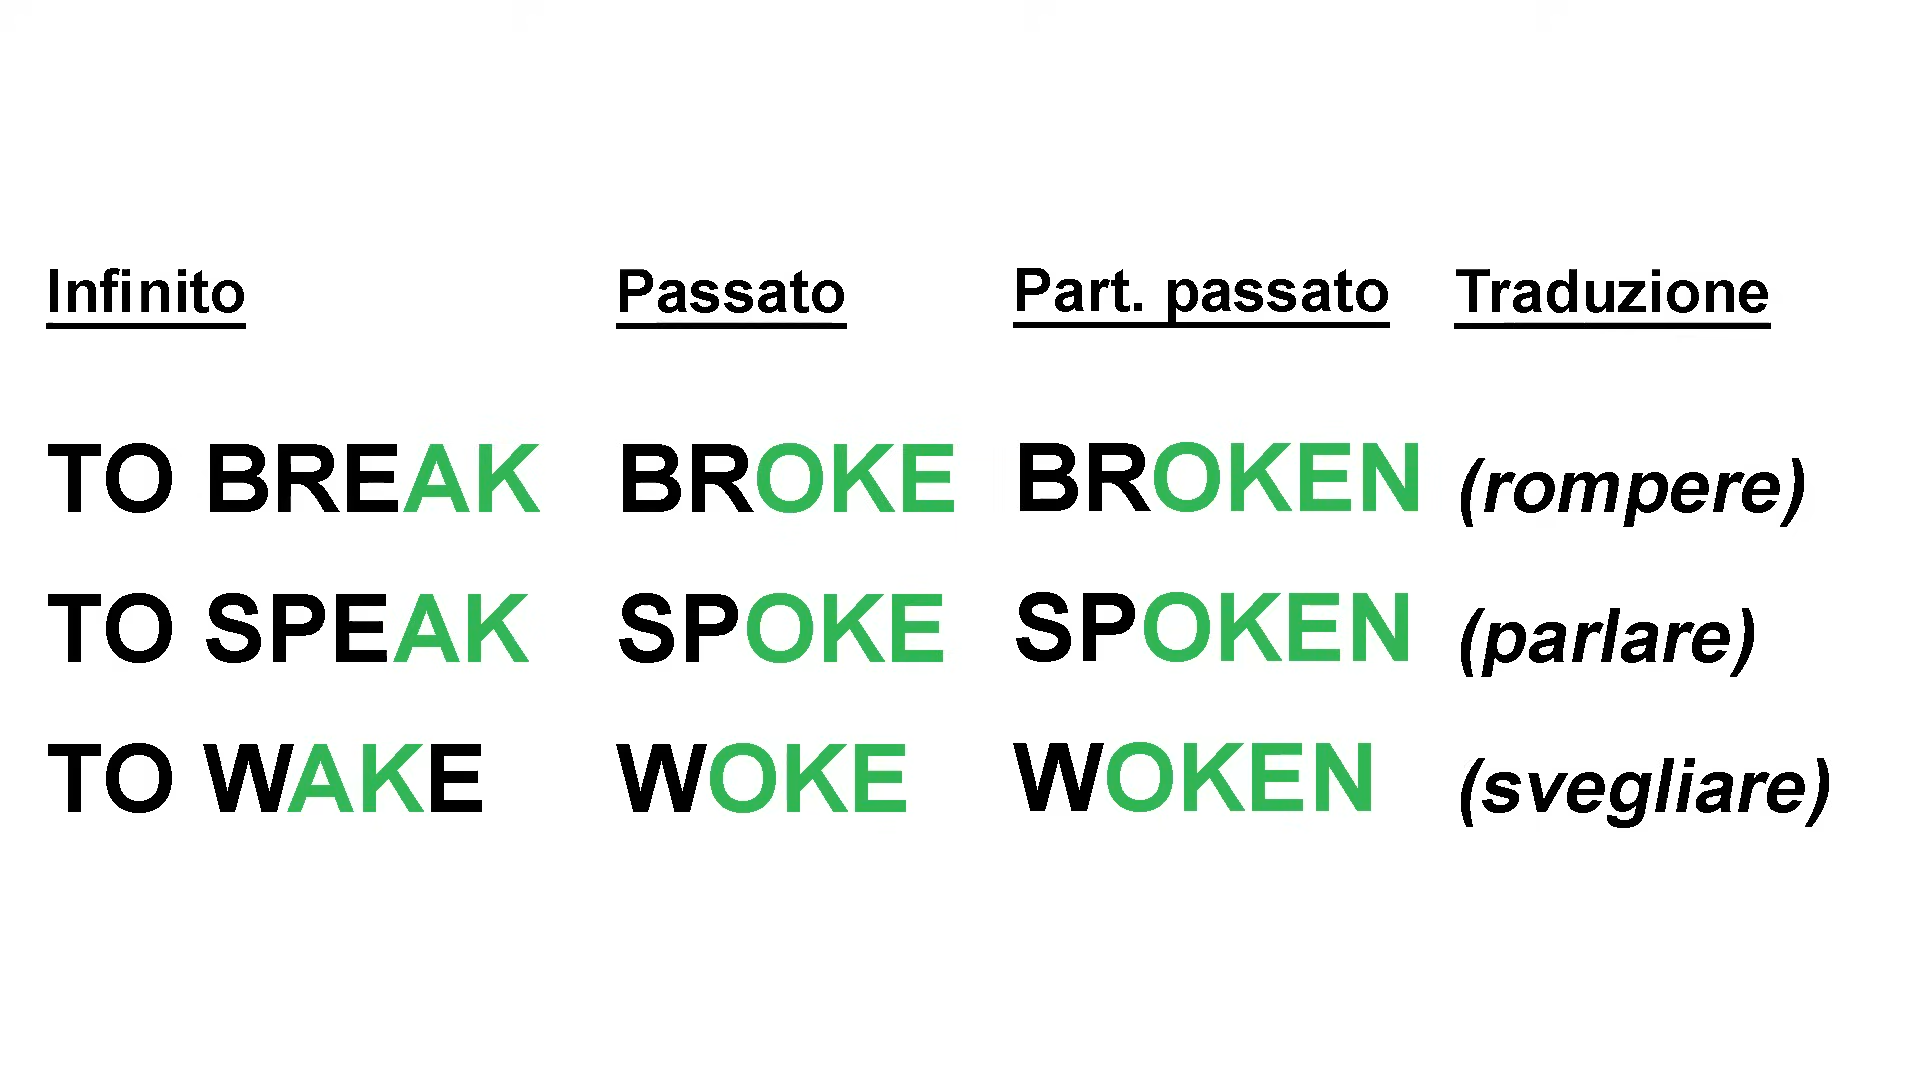 Infinito Passato Part. passato Traduzione
TO BREAK BROKE BROKEN (rompere)
TO SPEAK SPOKE SPOKEN (parlare)
TO WAKE WOKE WOKEN (svegliare)